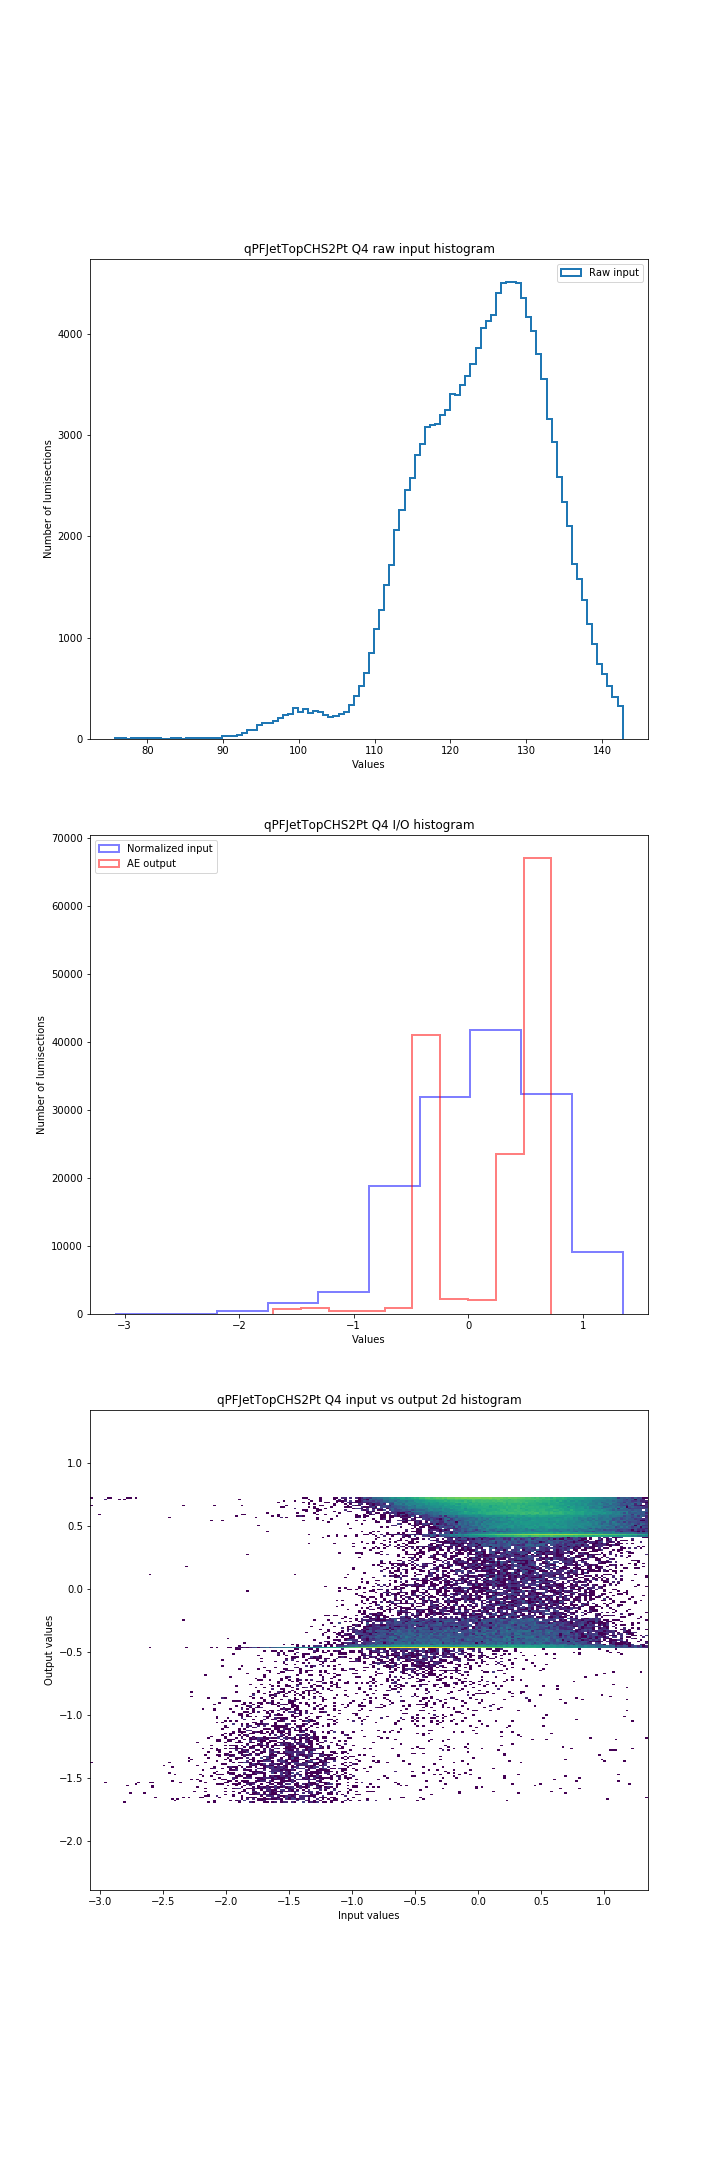 qPFJetTopCHS2Pt Q4 raw input histogram
Raw input
Number of lumisections
4000
3000
2000
1000
0
80 90 100 110 120 130 140
Values
qPFJetTopCHS2Pt Q4 I/O histogram
Normalized input
AE output
Number of lumisections
70000
60000
50000
40000
30000
20000
10000
0
−3 −2 −1 0 1
Values
qPFJetTopCHS2Pt Q4 input vs output 2d histogram
Output values
1.0
0.5
0.0
−0.5
−1.0
−1.5
−2.0
−3.0 −2.5 −2.0 −1.5 −1.0 −0.5 0.0 0.5 1.0
Input values